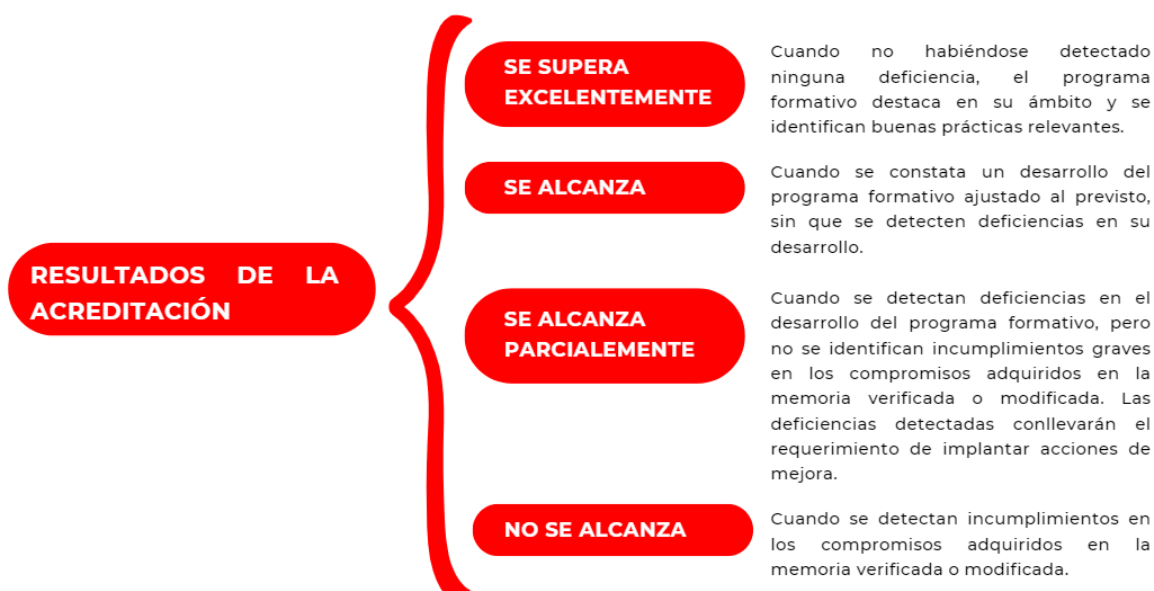 RESULTADOS DE LA
ACREDITACIÓN
SE SUPERA
EXCELENTEMENTE
Cuando no habiéndose detectado
ninguna deficiencia, el programa
formativo destaca en su ámbito y se
identifican buenas prácticas relevantes.
SE ALCANZA
Cuando se constata un desarrollo del
programa formativo ajustado al previsto,
sin que se detecten deficiencias en su
desarrollo.
SE ALCANZA
PARCIALEMENTE
Cuando se detectan deficiencias en el
desarrollo del programa formativo, pero
no se identifican incumplimientos graves
en los compromisos adquiridos en la
memoria verificada o modificada. Las
deficiencias detectadas conllevarán el
requerimiento de implantar acciones de
mejora.
NO SE ALCANZA
Cuando se detectan incumplimientos en
los compromisos adquiridos en la
memoria verificada o modificada.